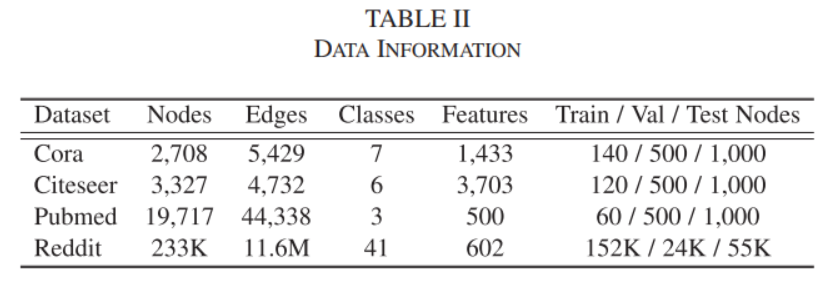 TABLE II
DATA INFORMATION
Dataset Nodes Edges Classes Features Train / Val / Test Nodes
Cora 2,708 5,429 7 1,433 140 / 500 / 1,000
Citeseer 3,327 4,732 6 3,703 120 / 500 / 1,000
Pubmed 19,717 44,338 3 500 60 / 500 / 1,000
Reddit 233K 11.6M 41 602 152K / 24K / 55K